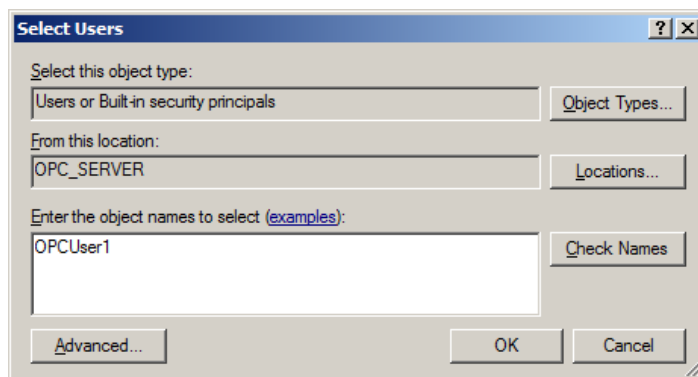 Select Users
Select this object type:
Users or Built-in security principals
Object Types...
From this location:
OPC_SERVER
Locations...
Enter the object names to select (examples):
OPCUser1
Check Names
Advanced...
OK
Cancel